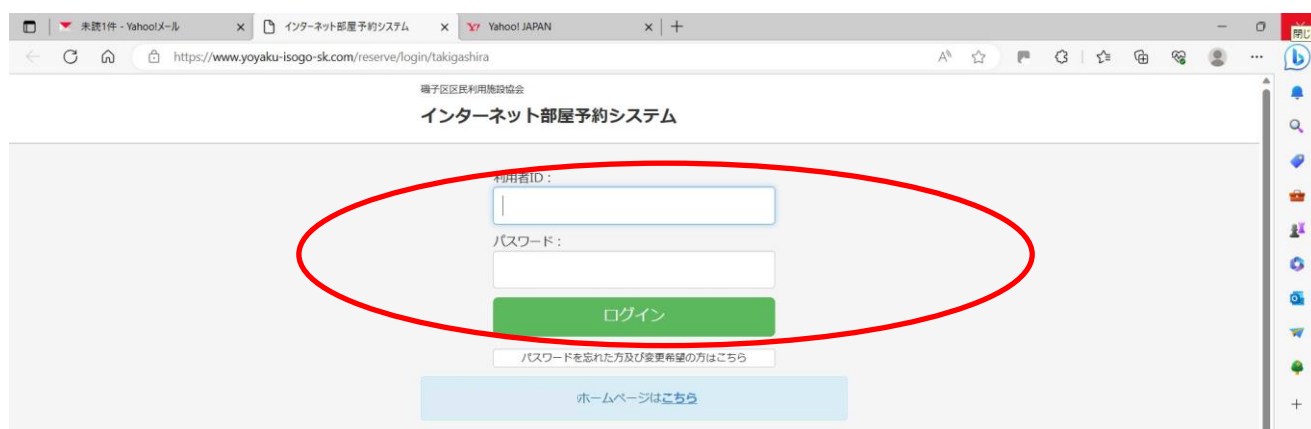 未読1件 - Yahoo!メール
インターネット部屋予約システム
Yahoo! JAPAN
閉じ
https://www.yoyaku-isogo-sk.com/reserve/login/takigashira
磯子区区民利用施設協会
インターネット部屋予約システム
利用者ID：
パスワード：
ログイン
パスワードを忘れた方及び変更希望の方はこちら
ホームページはこちら